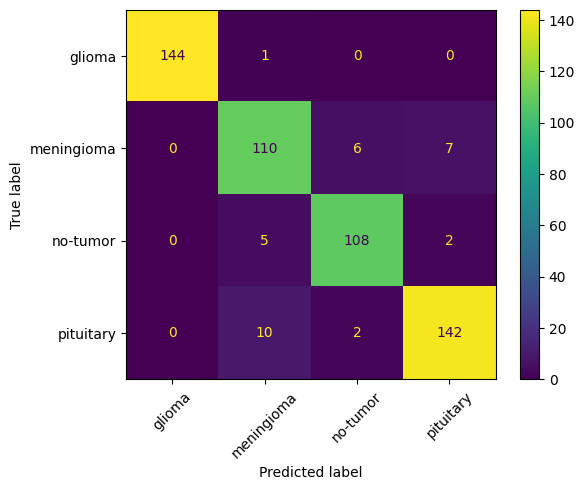 True label
glioma 144 1 0 0
meningioma 0 110 6 7
no-tumor 0 5 108 2
pituitary 0 10 2 142
glioma meningioma no-tumor pituitary
Predicted label
140
120
100
80
60
40
20
0